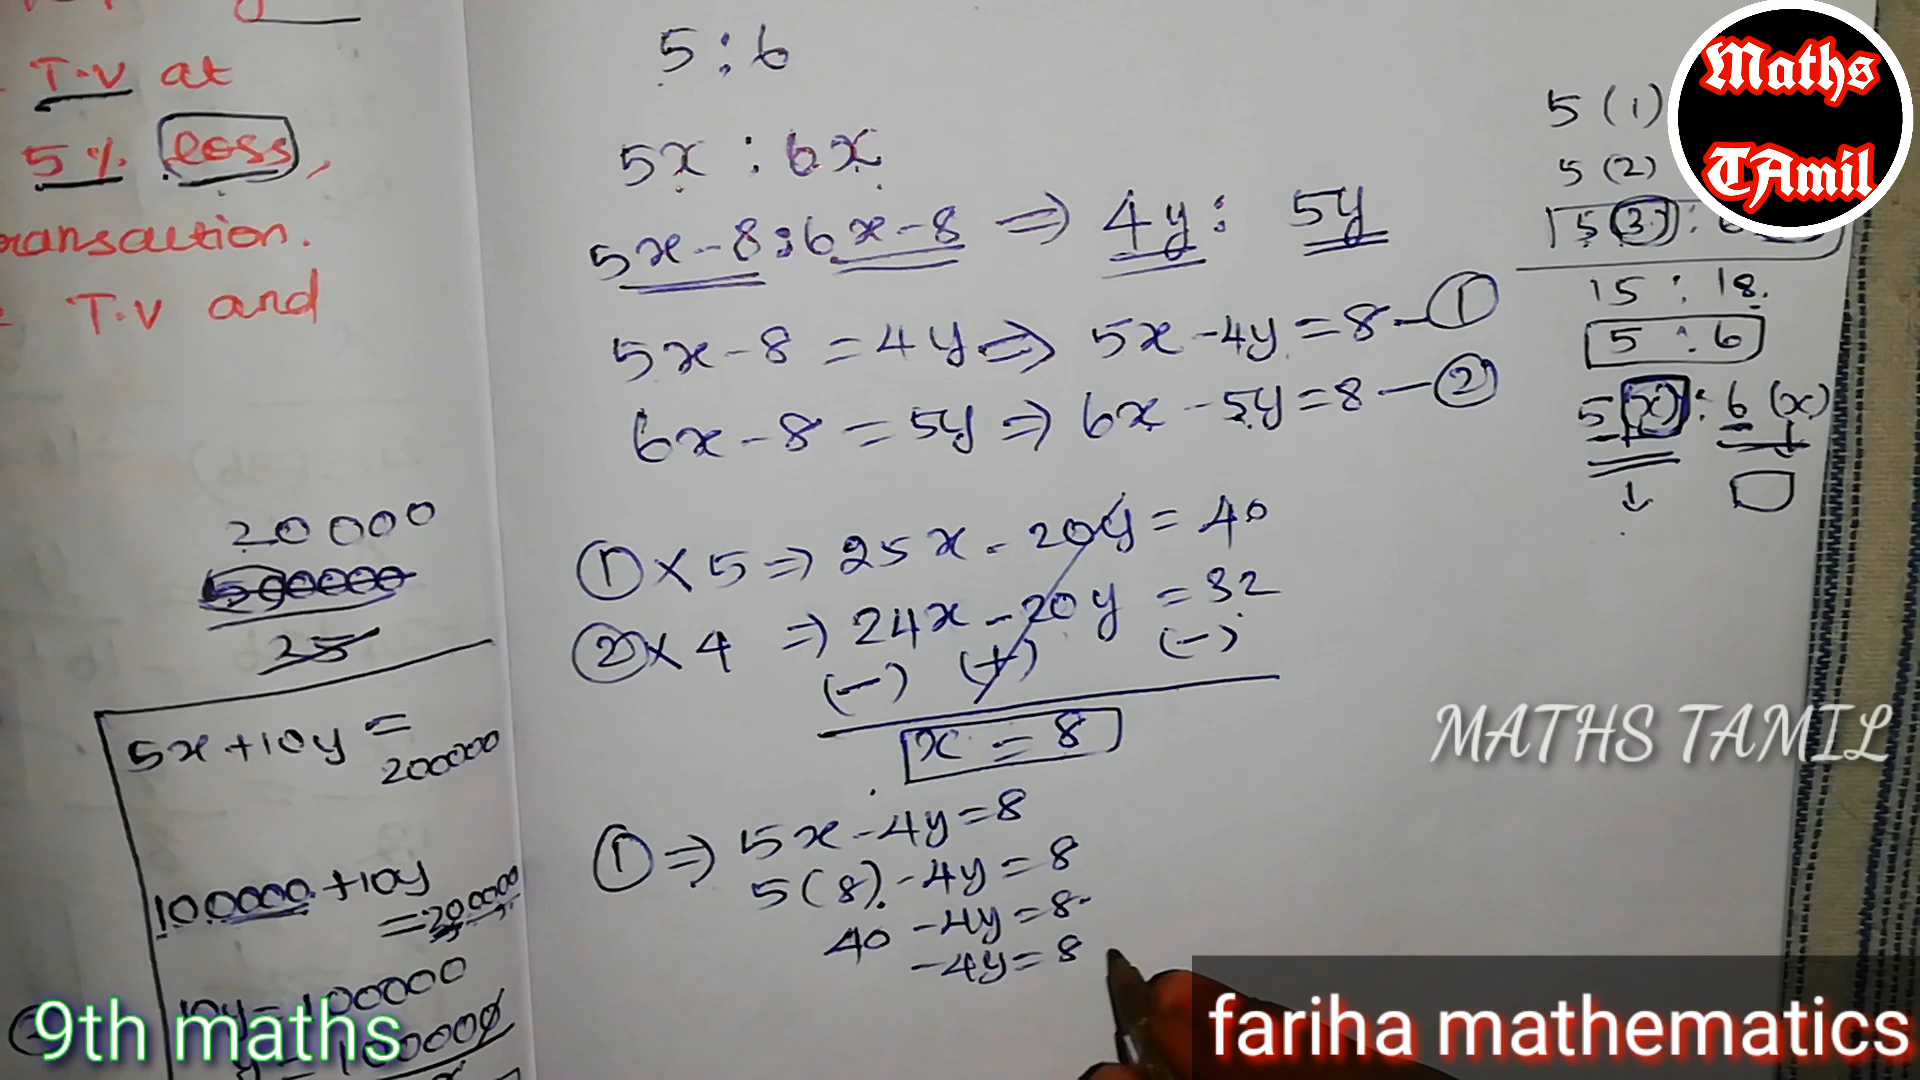 T.V at
5% loss,
ransaction.
T.V and
20000
500000
25
5x+10y =
200000
100000+10y
=200000
10y=100000
5 : 6
5x : 6x
5x-8 : 6x-8 ⇒ 4y : 5y
5x-8 = 4y ⇒ 5x-4y = 8 - ①
6x-8 = 5y ⇒ 6x-5y = 8 - ②
① × 5 ⇒ 25x - 20y = 40
② × 4 ⇒ 24x - 20y = 32
(-) (+) (-)
x = 8
① ⇒ 5x-4y = 8
5(8)-4y = 8
40 -4y = 8
-4y = 8
5 (1)
5 (2)
5 (3) :
15 : 18
5 : 6
5 (x) : 6 (x)
Maths
TAmil
MATHS TAMIL
9th maths
fariha mathematics